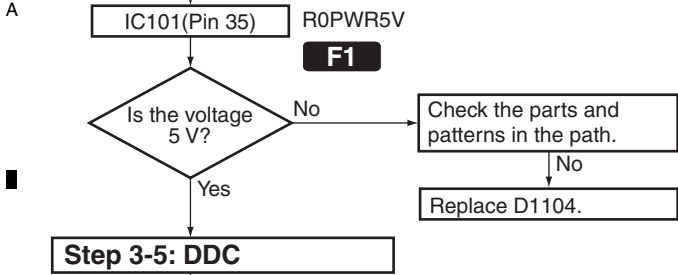 A
IC101(Pin 35)
R0PWR5V
F1
Is the voltage
5 V?
No
Check the parts and
patterns in the path.
No
Replace D1104.
Yes
Step 3-5: DDC